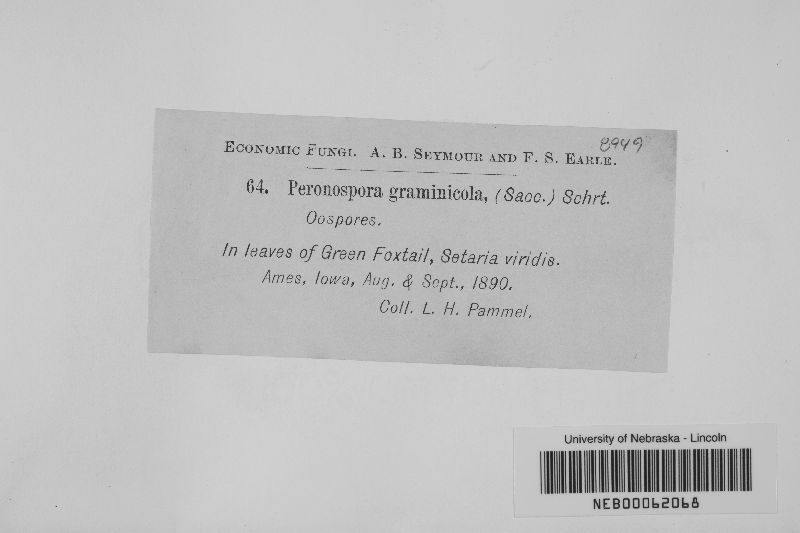 8949
ECONOMIC FUNGI. A. B. SEYMOUR AND F. S. EARLE.
64. Peronospora graminicola, (Sacc.) Schrt.
Oospores.
In leaves of Green Foxtail, Setaria viridis.
Ames, Iowa, Aug. & Sept., 1890.
Coll. L. H. Pammel.
University of Nebraska - Lincoln
NEB00062068